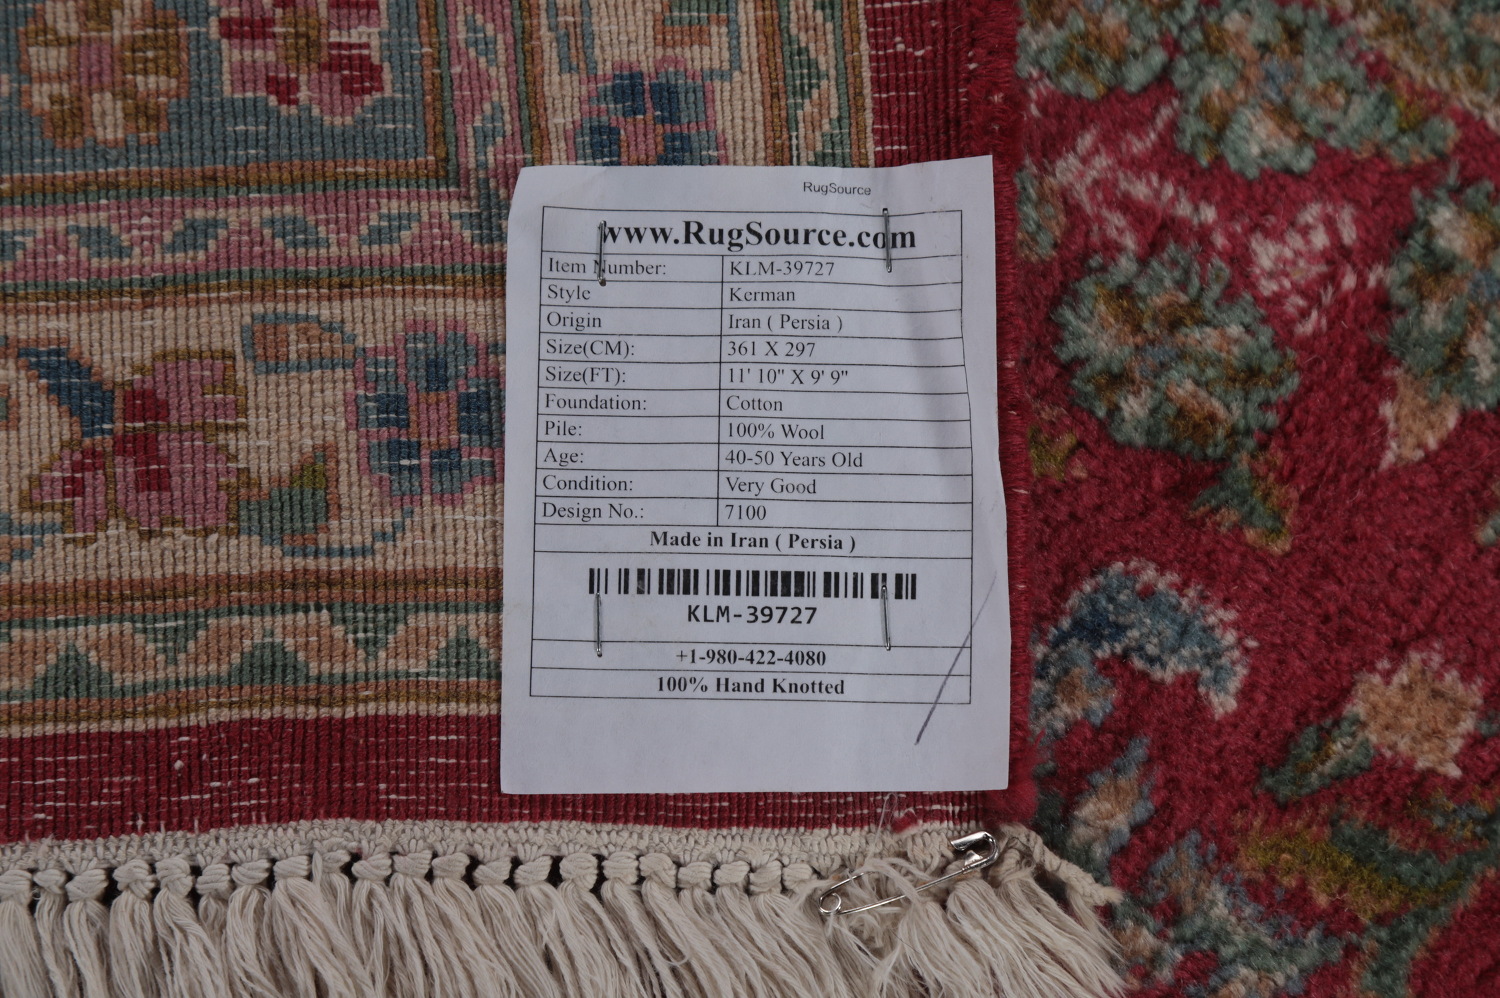 RugSource
www.RugSource.com
Item Number: KLM-39727
Style Kerman
Origin Iran ( Persia )
Size(CM): 361 X 297
Size(FT): 11' 10" X 9' 9"
Foundation: Cotton
Pile: 100% Wool
Age: 40-50 Years Old
Condition: Very Good
Design No.: 7100
Made in Iran ( Persia )
KLM-39727
+1-980-422-4080
100% Hand Knotted